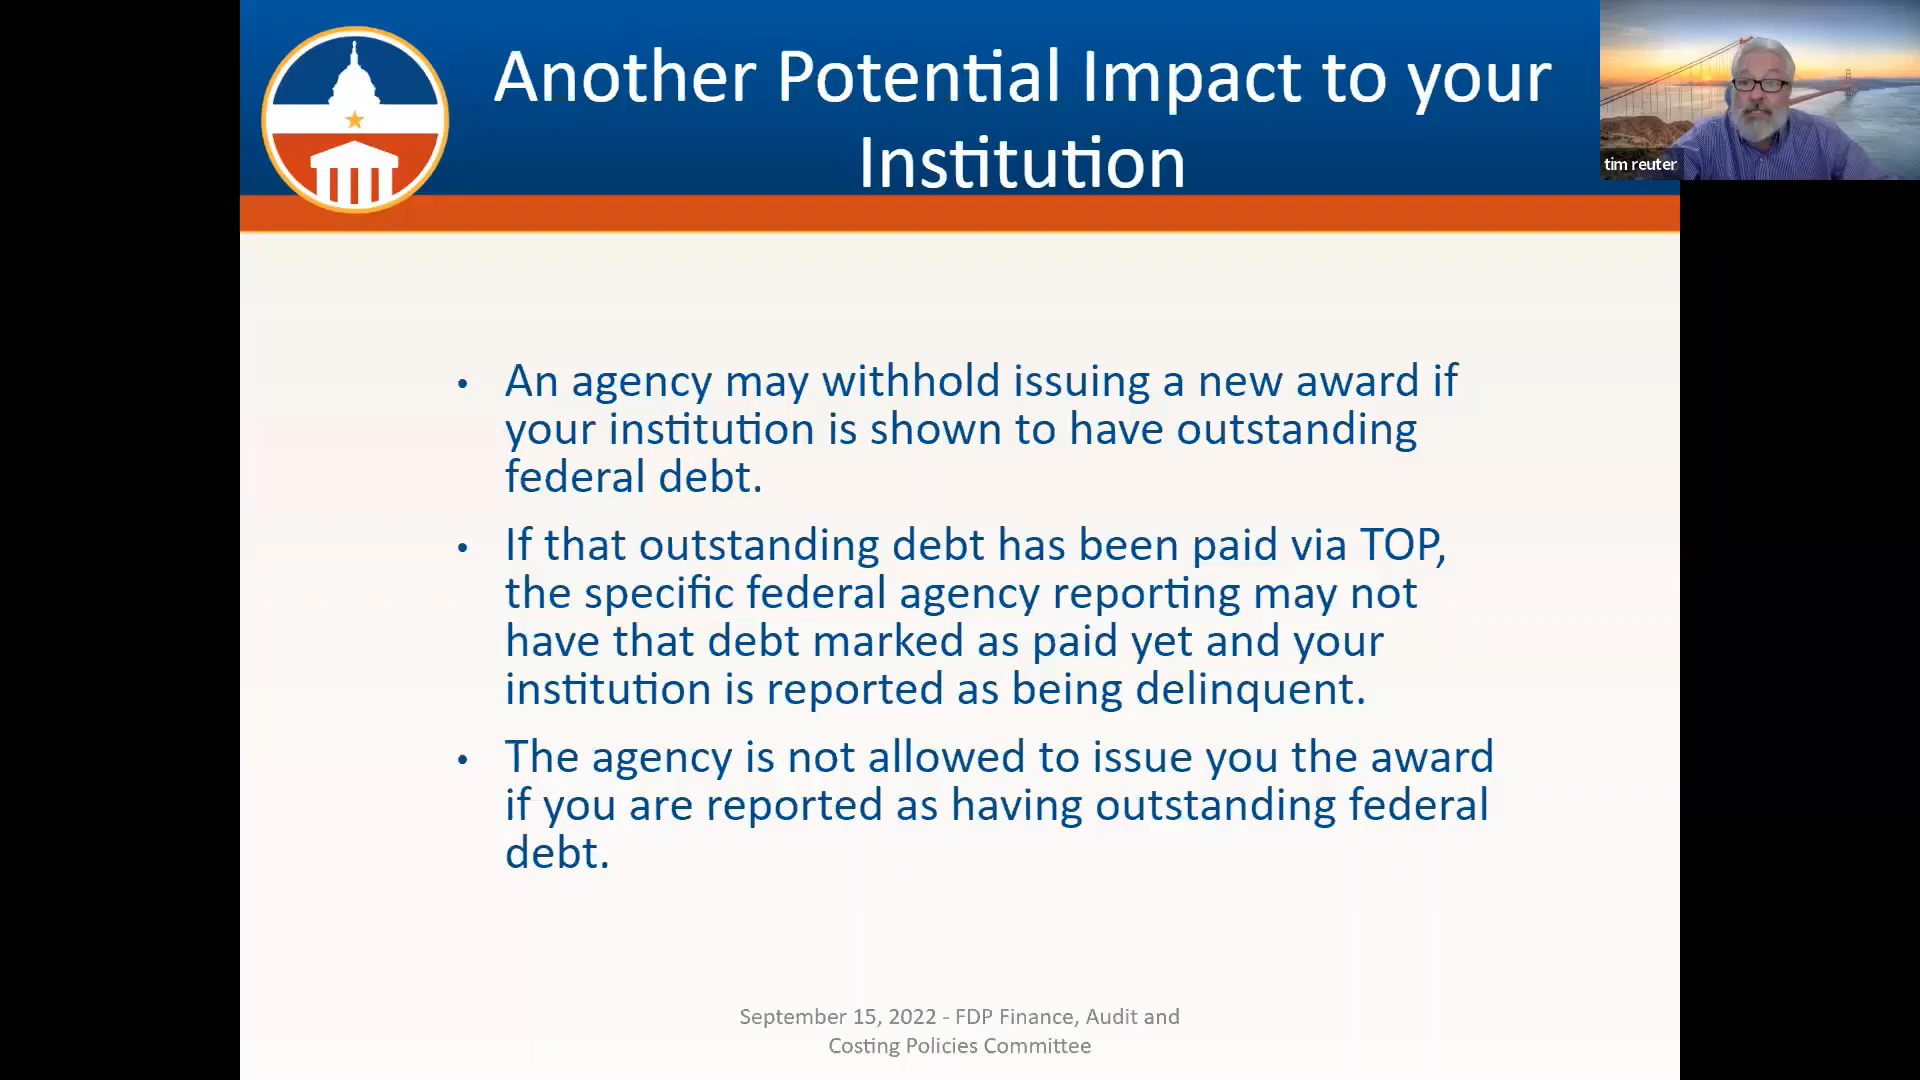 Another Potential Impact to your
Institution
tim reuter
• An agency may withhold issuing a new award if
your institution is shown to have outstanding
federal debt.
• If that outstanding debt has been paid via TOP,
the specific federal agency reporting may not
have that debt marked as paid yet and your
institution is reported as being delinquent.
• The agency is not allowed to issue you the award
if you are reported as having outstanding federal
debt.
September 15, 2022 - FDP Finance, Audit and
Costing Policies Committee